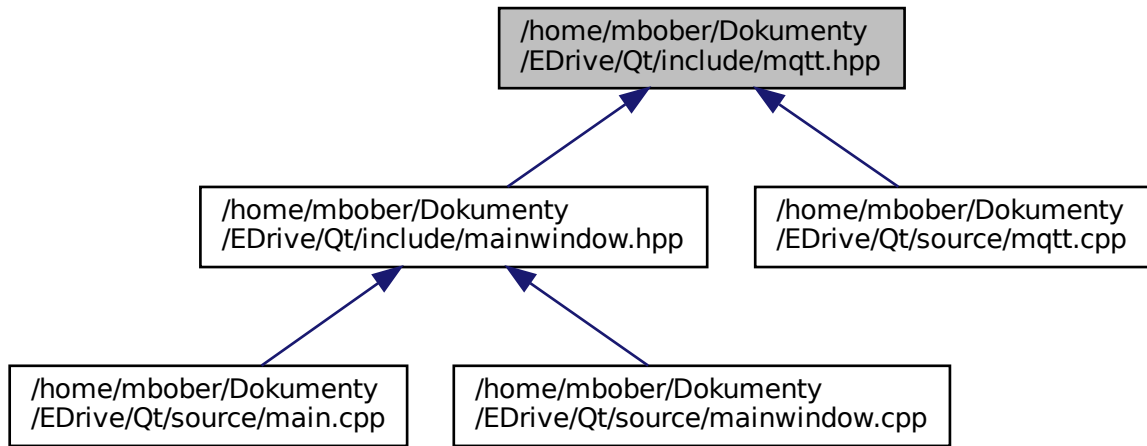 /home/mbober/Dokumenty
/EDrive/Qt/include/mqtt.hpp
/home/mbober/Dokumenty
/EDrive/Qt/include/mainwindow.hpp
/home/mbober/Dokumenty
/EDrive/Qt/source/mqtt.cpp
/home/mbober/Dokumenty
/EDrive/Qt/source/main.cpp
/home/mbober/Dokumenty
/EDrive/Qt/source/mainwindow.cpp